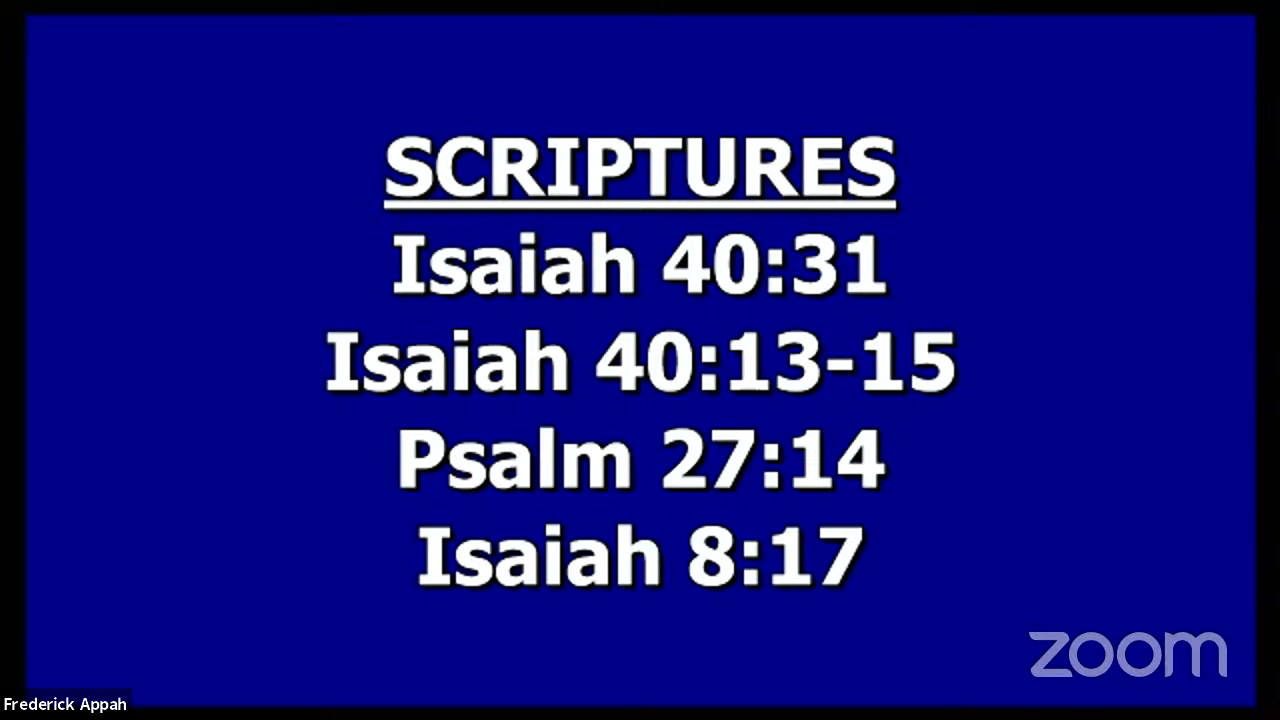 SCRIPTURES
Isaiah 40:31
Isaiah 40:13-15
Psalm 27:14
Isaiah 8:17
zoom
Frederick Appah